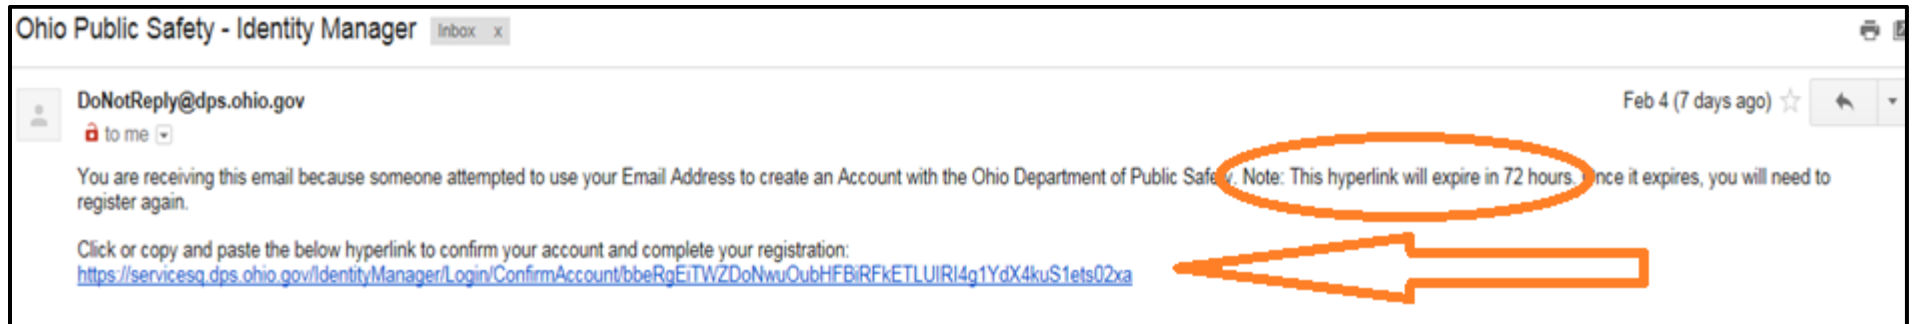 Ohio Public Safety - Identity Manager Inbox x
DoNotReply@dps.ohio.gov Feb 4 (7 days ago)
to me
You are receiving this email because someone attempted to use your Email Address to create an Account with the Ohio Department of Public Safety. Note: This hyperlink will expire in 72 hours. Once it expires, you will need to
register again.
Click or copy and paste the below hyperlink to confirm your account and complete your registration:
https://servicesq.dps.ohio.gov/IdentityManager/Login/ConfirmAccount/bbeRgEiTWZDoNwuOubHFBiRFkETLUIRI4g1YdX4kuS1ets02xa